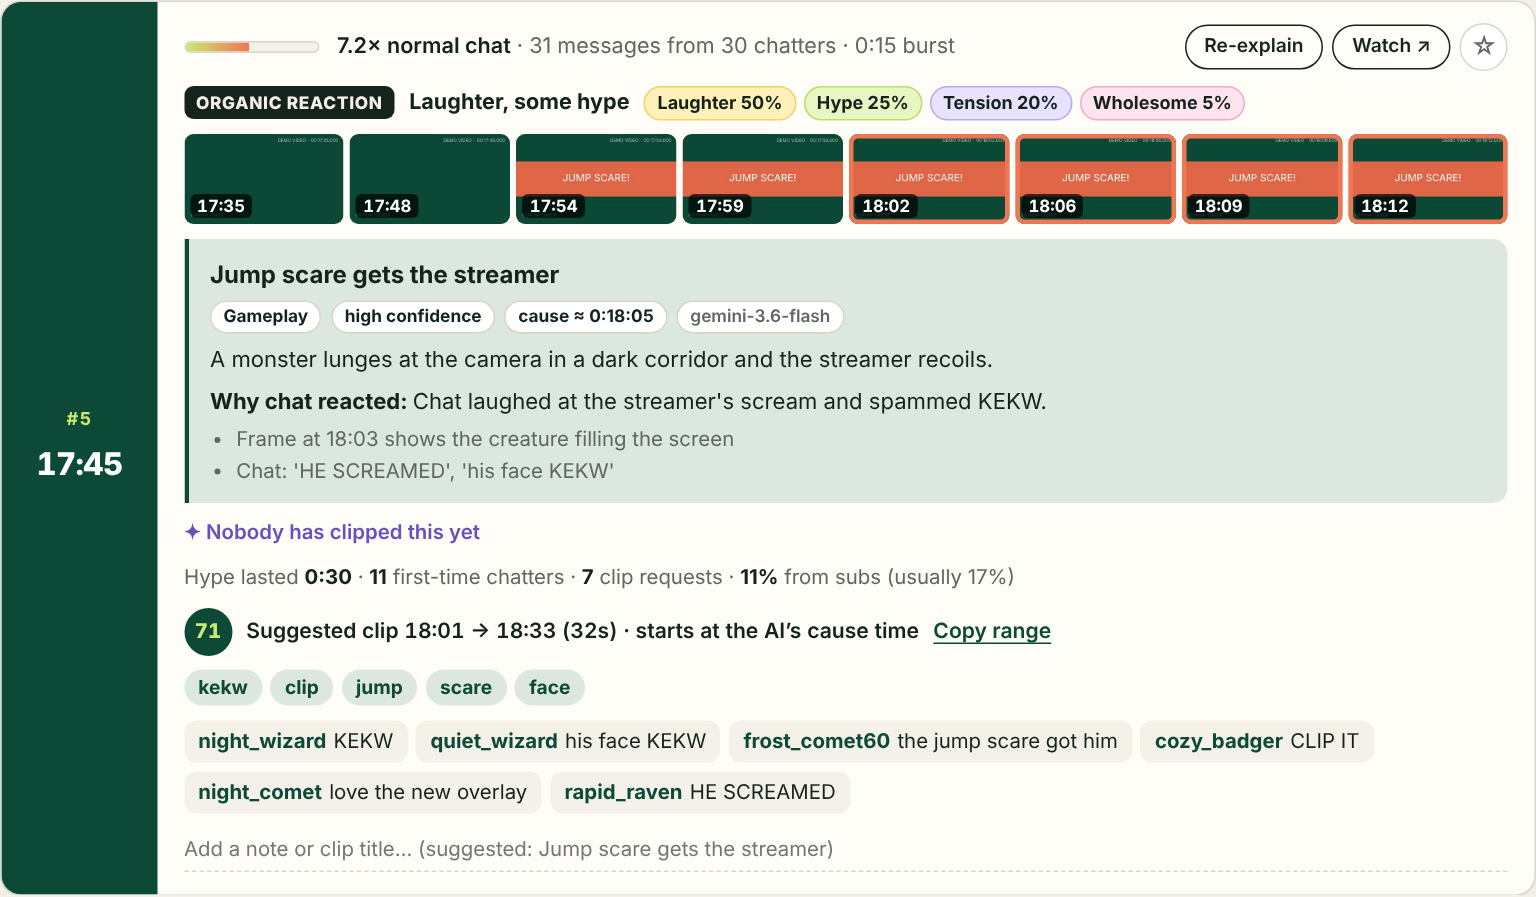 #5
17:45
7.2× normal chat · 31 messages from 30 chatters · 0:15 burst
Re-explain
Watch ↗
☆
ORGANIC REACTION
Laughter, some hype
Laughter 50%
Hype 25%
Tension 20%
Wholesome 5%
17:35
17:48
JUMP SCARE!
17:54
JUMP SCARE!
17:59
JUMP SCARE!
18:02
JUMP SCARE!
18:06
JUMP SCARE!
18:09
JUMP SCARE!
18:12
Jump scare gets the streamer
Gameplay
high confidence
cause ≈ 0:18:05
gemini-3.6-flash
A monster lunges at the camera in a dark corridor and the streamer recoils.
Why chat reacted: Chat laughed at the streamer's scream and spammed KEKW.
• Frame at 18:03 shows the creature filling the screen
• Chat: 'HE SCREAMED', 'his face KEKW'
✦ Nobody has clipped this yet
Hype lasted 0:30 · 11 first-time chatters · 7 clip requests · 11% from subs (usually 17%)
71
Suggested clip 18:01 → 18:33 (32s) · starts at the AI’s cause time
Copy range
kekw
clip
jump
scare
face
night_wizard KEKW
quiet_wizard his face KEKW
frost_comet60 the jump scare got him
cozy_badger CLIP IT
night_comet love the new overlay
rapid_raven HE SCREAMED
Add a note or clip title... (suggested: Jump scare gets the streamer)